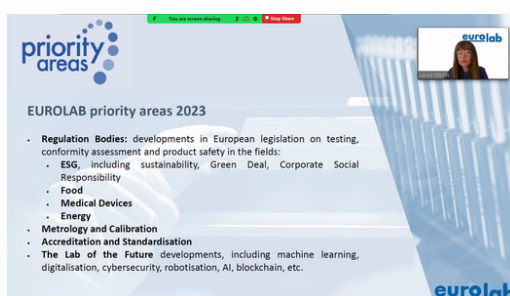 You are screen sharing
Stop Share
priority
areas
eurolab
EUROLAB priority areas 2023
• Regulation Bodies: developments in European legislation on testing,
conformity assessment and product safety in the fields:
• ESG, including sustainability, Green Deal, Corporate Social
Responsibility
• Food
• Medical Devices
• Energy
• Metrology and Calibration
• Accreditation and Standardisation
• The Lab of the Future developments, including machine learning,
digitalisation, cybersecurity, robotisation, AI, blockchain, etc.
eurolab